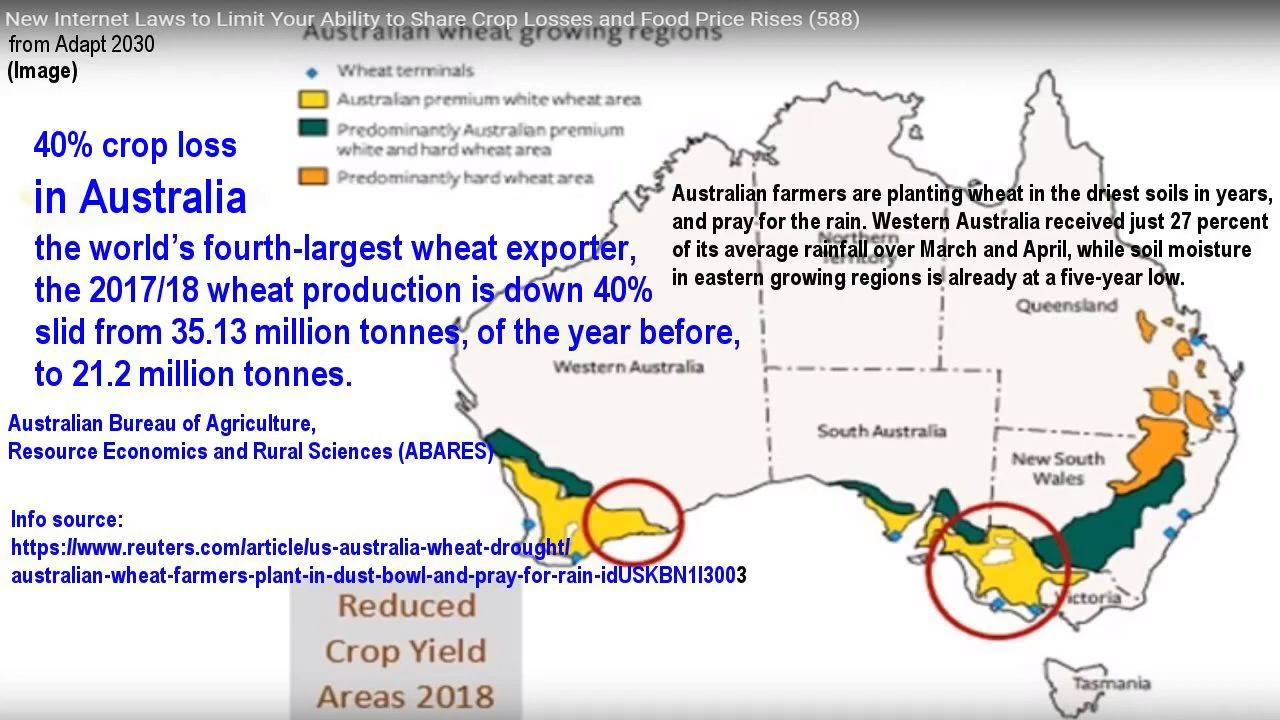 New Internet Laws to Limit Your Ability to Share Crop Losses and Food Price Rises (588)
from Adapt 2030
(Image)
Australian wheat growing regions
Wheat terminals
Australian premium white wheat area
Predominantly Australian premium
white and hard wheat area
Predominantly hard wheat area
40% crop loss
in Australia
the world's fourth-largest wheat exporter,
the 2017/18 wheat production is down 40%
slid from 35.13 million tonnes, of the year before,
to 21.2 million tonnes.
Australian farmers are planting wheat in the driest soils in years,
and pray for the rain. Western Australia received just 27 percent
of its average rainfall over March and April, while soil moisture
in eastern growing regions is already at a five-year low.
Northern
Territory
Queensland
Western Australia
South Australia
New South
Wales
Victoria
Tasmania
Australian Bureau of Agriculture,
Resource Economics and Rural Sciences (ABARES)
Info source:
https://www.reuters.com/article/us-australia-wheat-drought/
australian-wheat-farmers-plant-in-dust-bowl-and-pray-for-rain-idUSKBN1I3003
Reduced
Crop Yield
Areas 2018